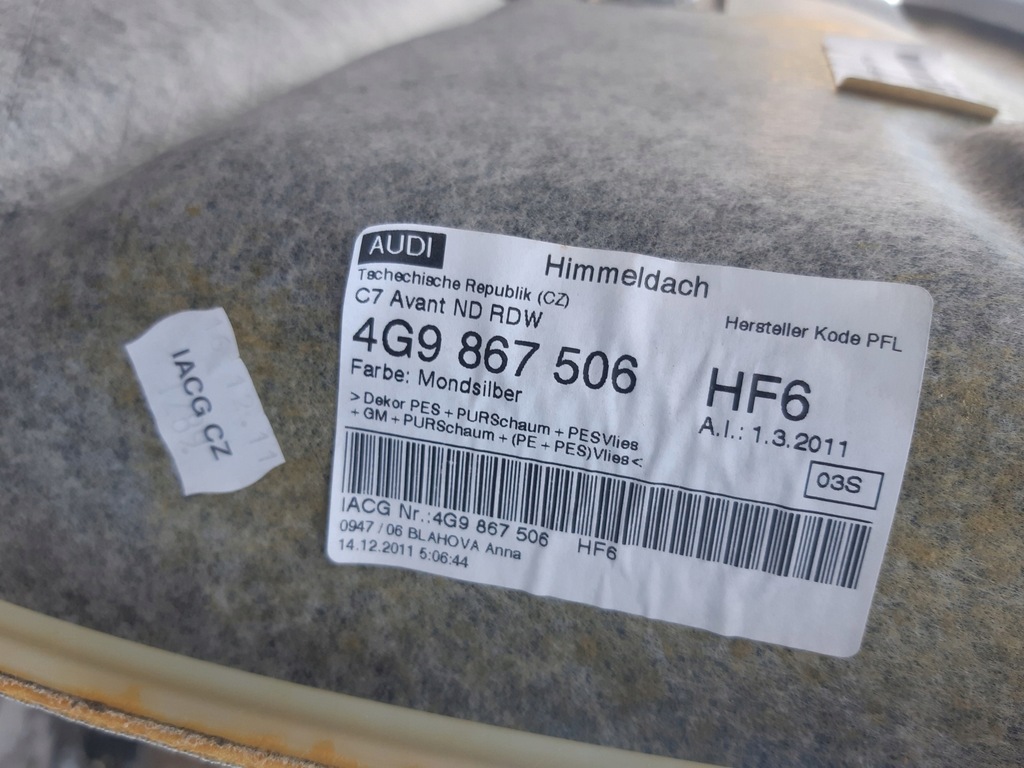 AUDI
Himmeldach
Tschechische Republik (CZ)
C7 Avant ND RDW
Hersteller Kode PFL
4G9 867 506
HF6
Farbe: Mondsilber
A.I.: 1.3.2011
> Dekor PES + PURSchaum + PESVlies
+ GM + PURSchaum + (PE + PES)Vlies <
03S
IACG Nr.:4G9 867 506 HF6
0947 / 06 BLAHOVA Anna
14.12.2011 5:06:44
IACG CZ